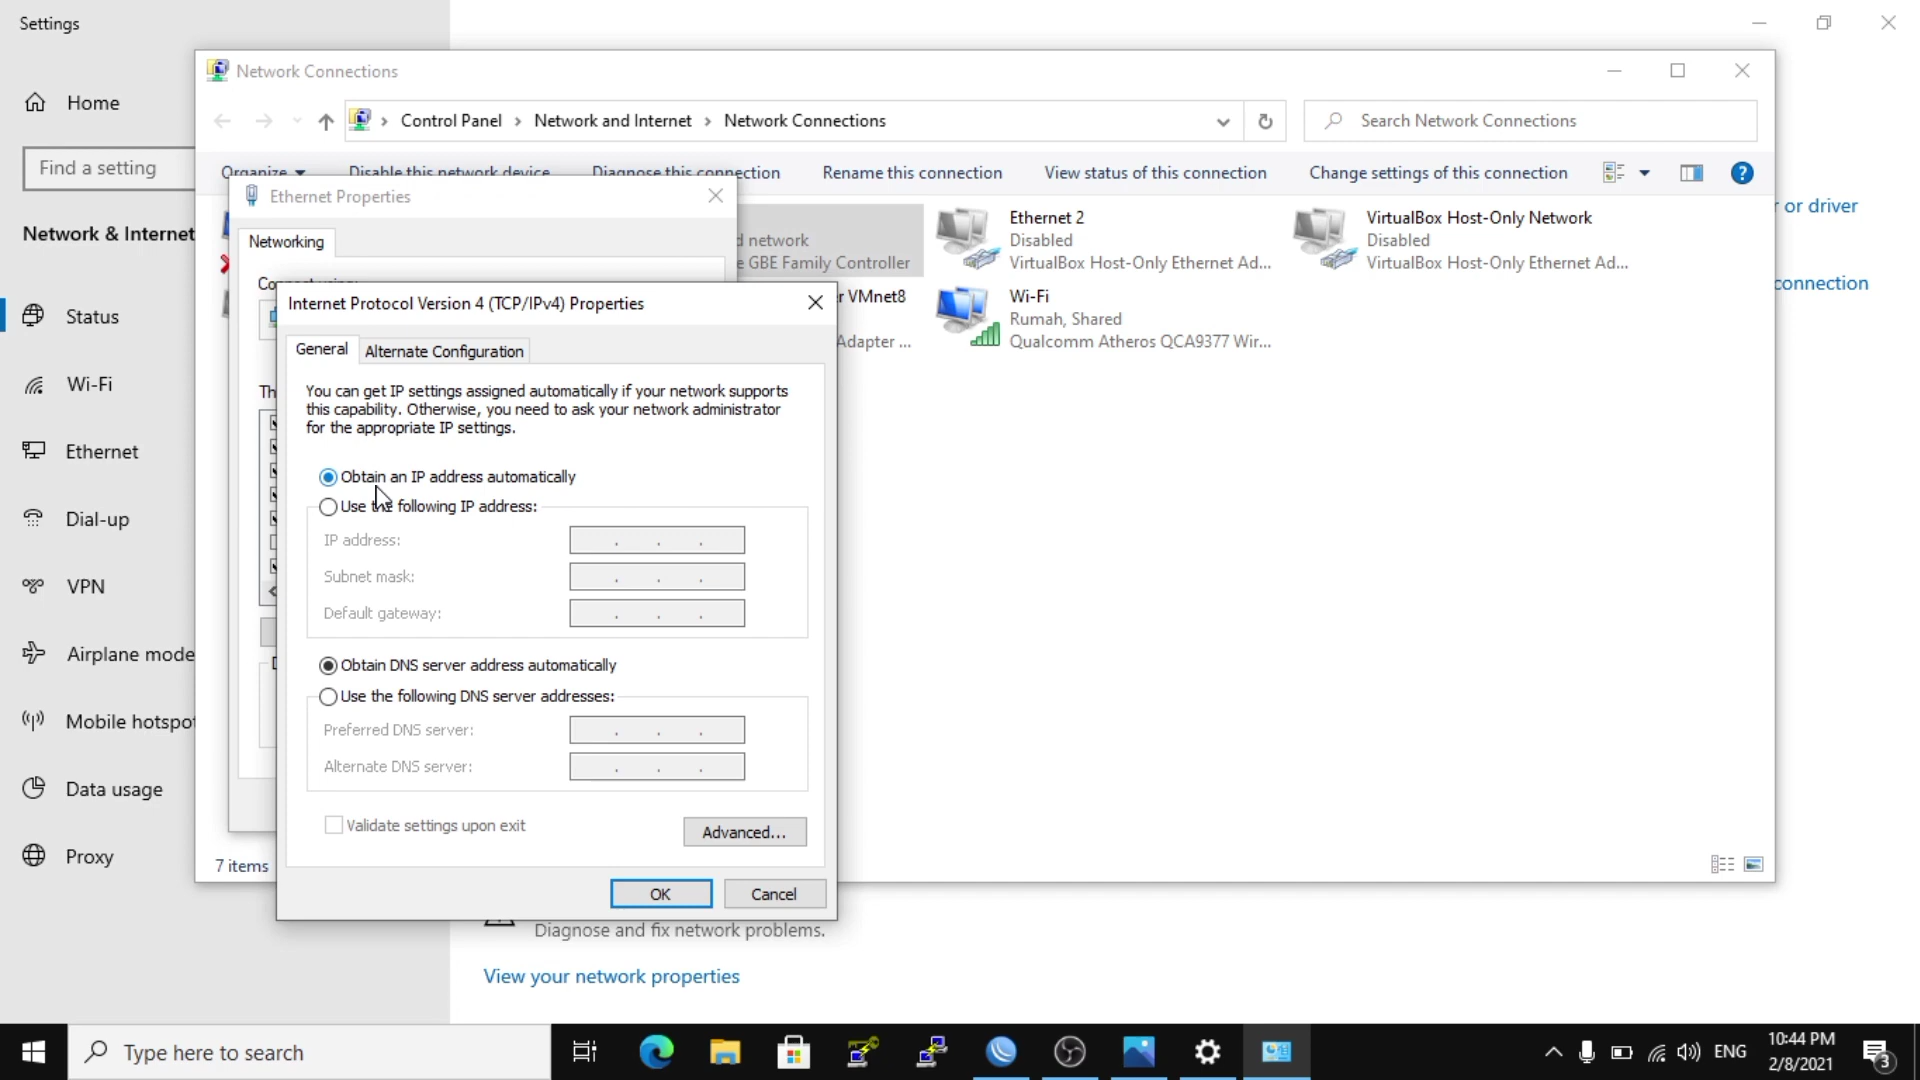 Settings
Home
Find a setting
Network & Internet
Status
Wi-Fi
Ethernet
Dial-up
VPN
Airplane mode
Mobile hotspot
Data usage
Proxy
Network Connections
Control Panel › Network and Internet › Network Connections
Search Network Connections
Organize
Disable this network device
Diagnose this connection
Rename this connection
View status of this connection
Change settings of this connection
d network
e GBE Family Controller
Ethernet 2
Disabled
VirtualBox Host-Only Ethernet Ad...
VirtualBox Host-Only Network
Disabled
VirtualBox Host-Only Ethernet Ad...
r VMnet8
Adapter ...
Wi-Fi
Rumah, Shared
Qualcomm Atheros QCA9377 Wir...
r or driver
connection
Ethernet Properties
Networking
Internet Protocol Version 4 (TCP/IPv4) Properties
General
Alternate Configuration
You can get IP settings assigned automatically if your network supports
this capability. Otherwise, you need to ask your network administrator
for the appropriate IP settings.
Obtain an IP address automatically
Use the following IP address:
IP address:
Subnet mask:
Default gateway:
Obtain DNS server address automatically
Use the following DNS server addresses:
Preferred DNS server:
Alternate DNS server:
Validate settings upon exit
Advanced...
OK
Cancel
7 items
Diagnose and fix network problems.
View your network properties
Type here to search
ENG
10:44 PM
2/8/2021
3